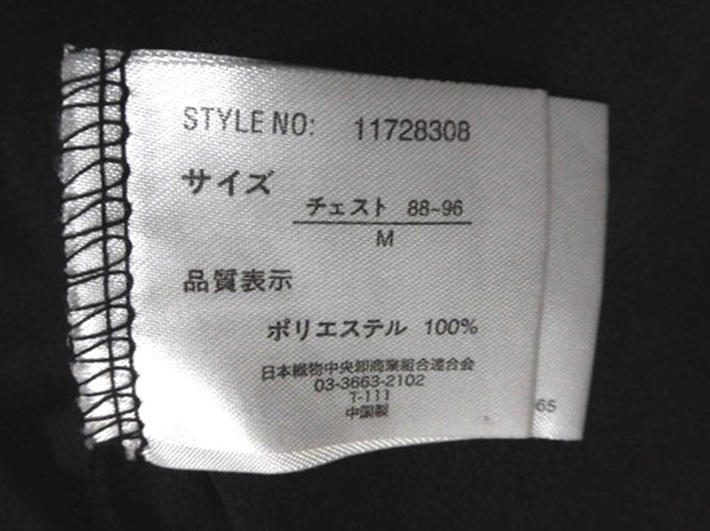 STYLE NO: 11728308
サイズ
チェスト 88~96
M
品質表示
ポリエステル 100%
日本織物中央卸商業組合連合会
03-3663-2102
T-111
中国製
65